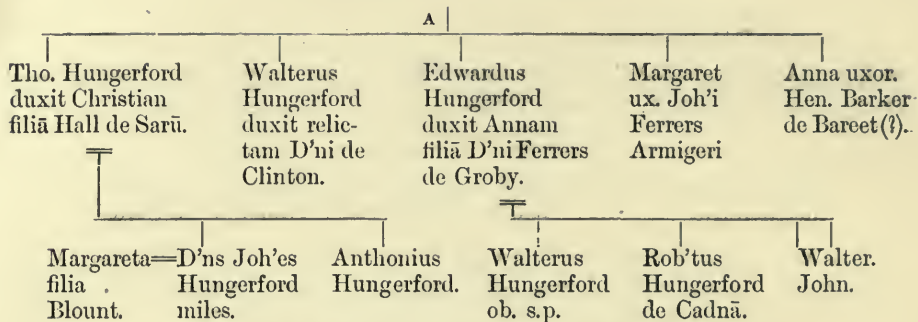 A
Tho. Hungerford
duxit Christian
filiā Hall de Sarū.
Walterus
Hungerford
duxit relic-
tam D'ni de
Clinton.
Edwardus
Hungerford
duxit Annam
filiā D'ni Ferrers
de Groby.
Margaret
ux. Joh'i
Ferrers
Armigeri
Anna uxor.
Hen. Barker
de Bareet(?)..
Margareta=
filia .
Blount.
D'ns Joh'es
Hungerford
miles.
Anthonius
Hungerford.
Walterus
Hungerford
ob. s.p.
Rob'tus
Hungerford
de Cadnā.
Walter.
John.